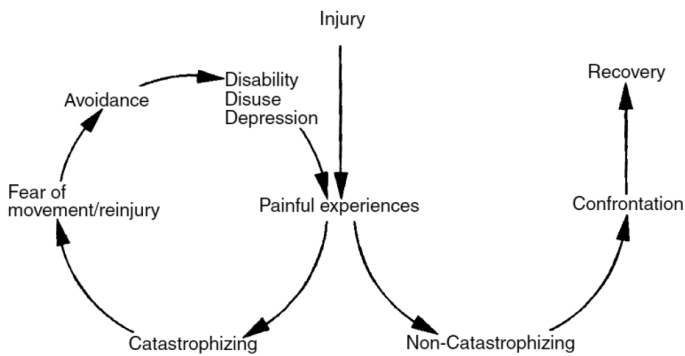 Injury
Recovery
Disability
Avoidance
Disuse
Depression
Fear of
movement/reinjury
Painful experiences
Confrontation
Catastrophizing
Non-Catastrophizing